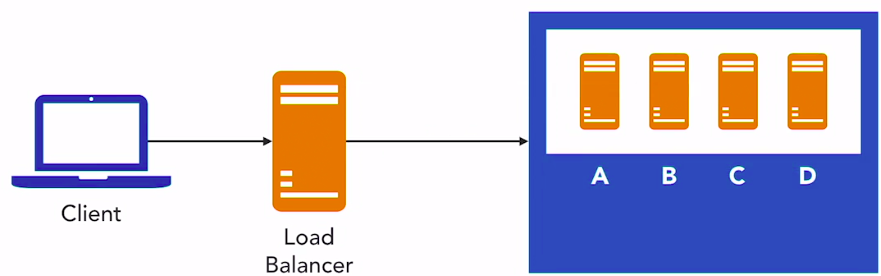 Client
Load
Balancer
A B C D